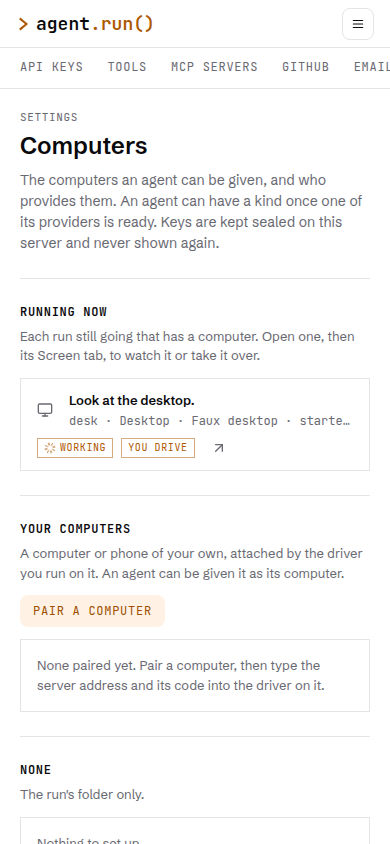 agent.run()
API KEYS TOOLS MCP SERVERS GITHUB EMAIL
SETTINGS
Computers
The computers an agent can be given, and who
provides them. An agent can have a kind once one of
its providers is ready. Keys are kept sealed on this
server and never shown again.
RUNNING NOW
Each run still going that has a computer. Open one, then
its Screen tab, to watch it or take it over.
Look at the desktop.
desk · Desktop · Faux desktop · starte…
WORKING YOU DRIVE
YOUR COMPUTERS
A computer or phone of your own, attached by the driver
you run on it. An agent can be given it as its computer.
PAIR A COMPUTER
None paired yet. Pair a computer, then type the
server address and its code into the driver on it.
NONE
The run's folder only.
Nothing to set up.